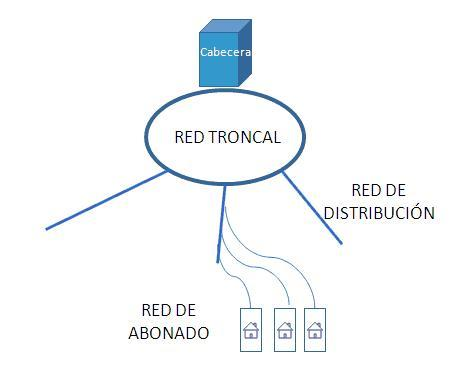 Cabecera
RED TRONCAL
RED DE
DISTRIBUCIÓN
RED DE
ABONADO